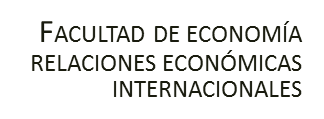 FACULTAD DE ECONOMÍA
RELACIONES ECONÓMICAS
INTERNACIONALES